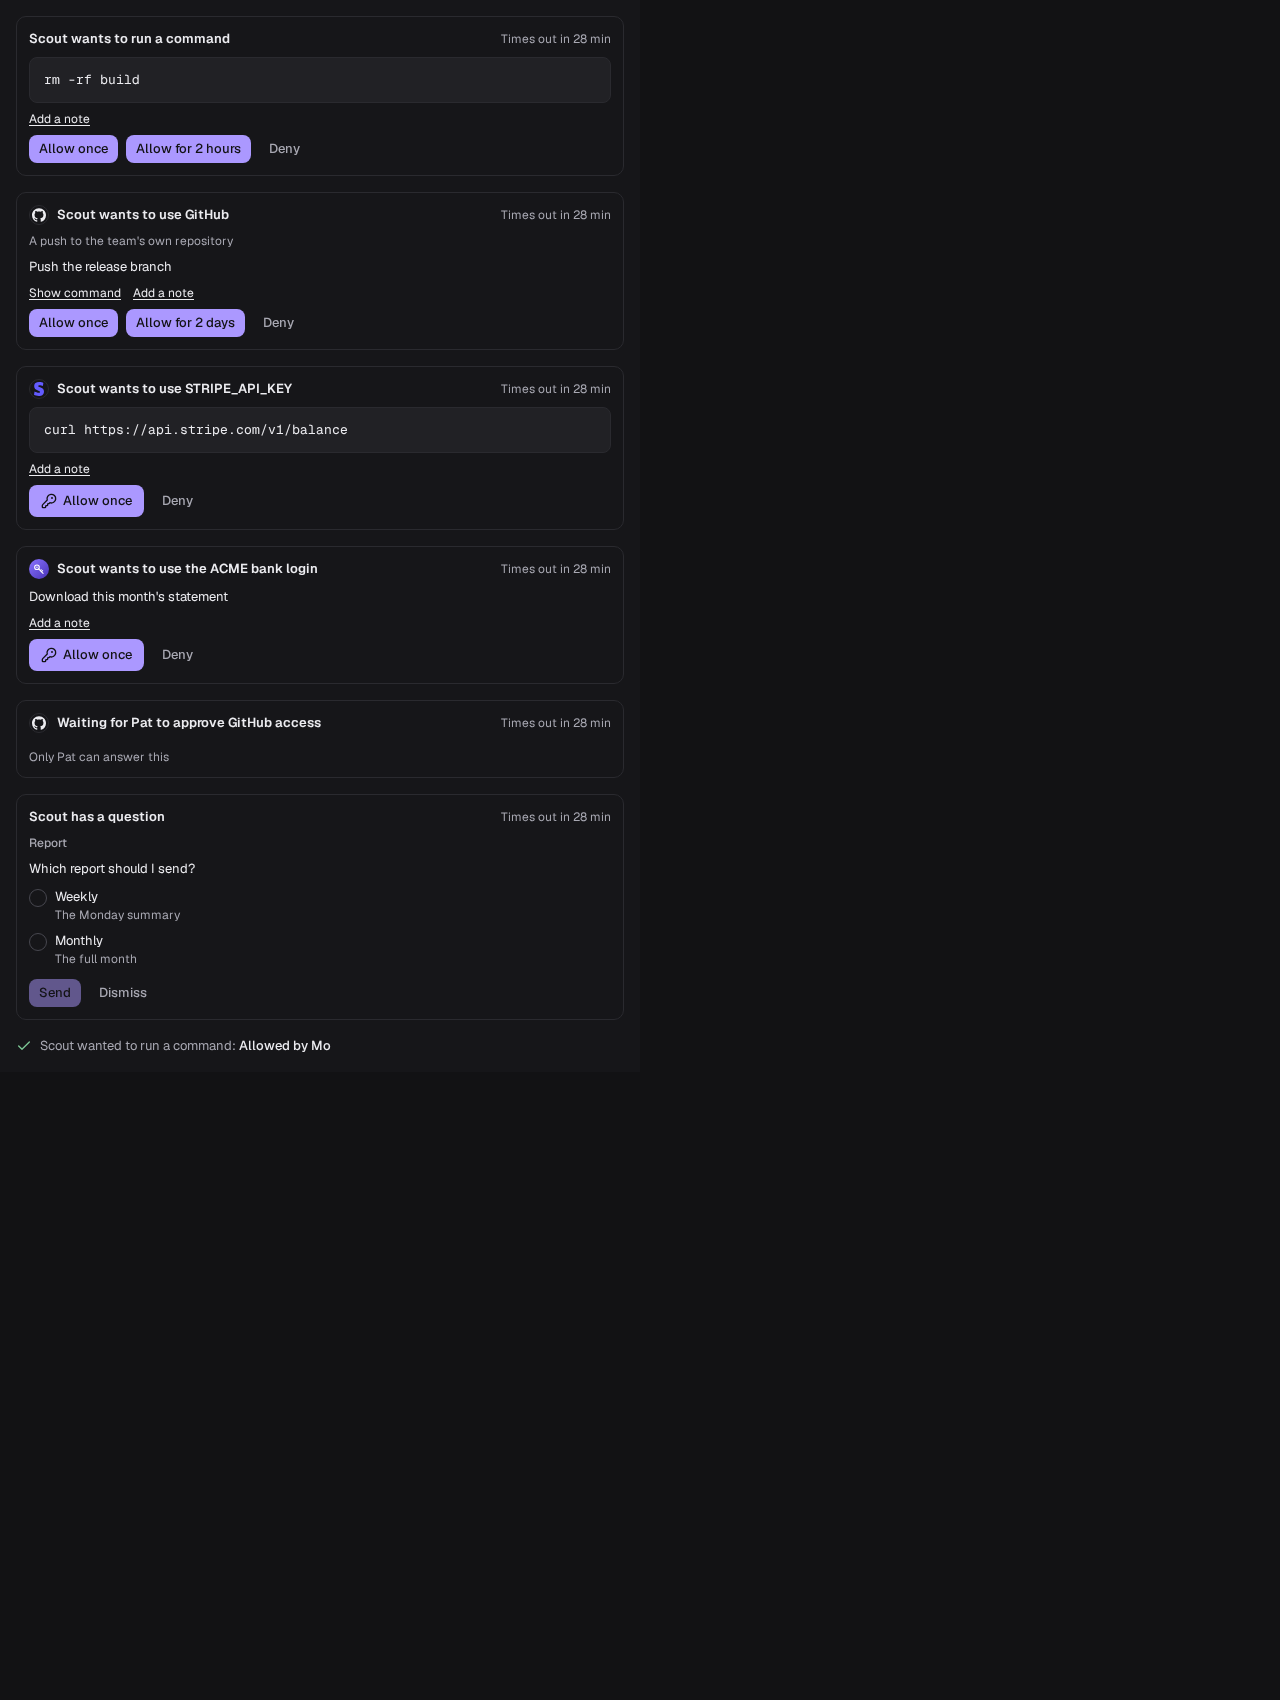 Scout wants to run a command
Times out in 28 min
rm -rf build
Add a note
Allow once
Allow for 2 hours
Deny
Scout wants to use GitHub
Times out in 28 min
A push to the team's own repository
Push the release branch
Show command
Add a note
Allow once
Allow for 2 days
Deny
Scout wants to use STRIPE_API_KEY
Times out in 28 min
curl https://api.stripe.com/v1/balance
Add a note
Allow once
Deny
Scout wants to use the ACME bank login
Times out in 28 min
Download this month's statement
Add a note
Allow once
Deny
Waiting for Pat to approve GitHub access
Times out in 28 min
Only Pat can answer this
Scout has a question
Times out in 28 min
Report
Which report should I send?
Weekly
The Monday summary
Monthly
The full month
Send
Dismiss
Scout wanted to run a command: Allowed by Mo